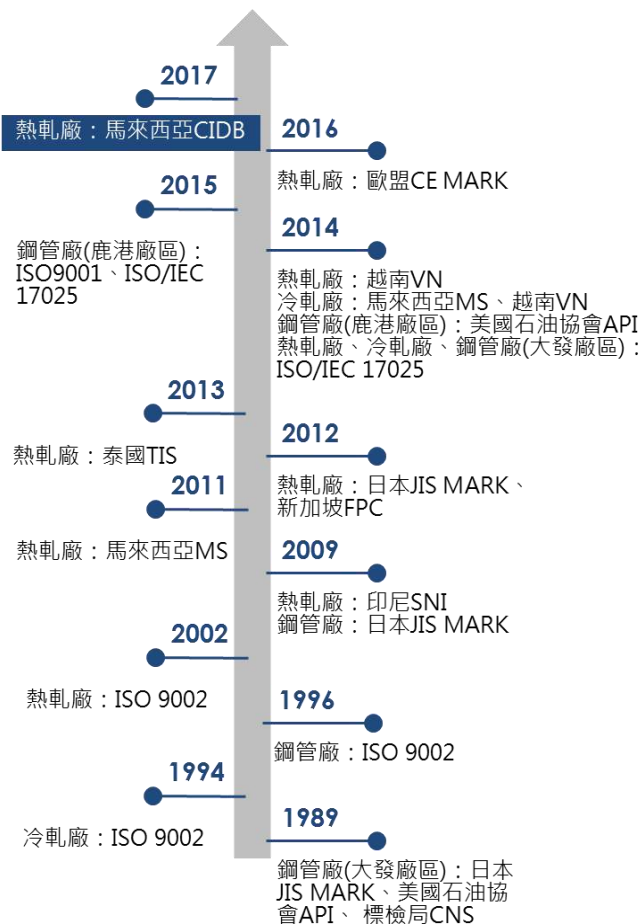 2017
熱軋廠：馬來西亞CIDB
2016
熱軋廠：歐盟CE MARK
2015
鋼管廠(鹿港廠區)：
ISO9001、ISO/IEC
17025
2014
熱軋廠：越南VN
冷軋廠：馬來西亞MS、越南VN
鋼管廠(鹿港廠區)：美國石油協會API
熱軋廠、冷軋廠、鋼管廠(大發廠區)：
ISO/IEC 17025
2013
熱軋廠：泰國TIS
2012
熱軋廠：日本JIS MARK、
新加坡FPC
2011
熱軋廠：馬來西亞MS
2009
熱軋廠：印尼SNI
鋼管廠：日本JIS MARK
2002
熱軋廠：ISO 9002
1996
鋼管廠：ISO 9002
1994
冷軋廠：ISO 9002
1989
鋼管廠(大發廠區)：日本
JIS MARK、美國石油協
會API、 標檢局CNS